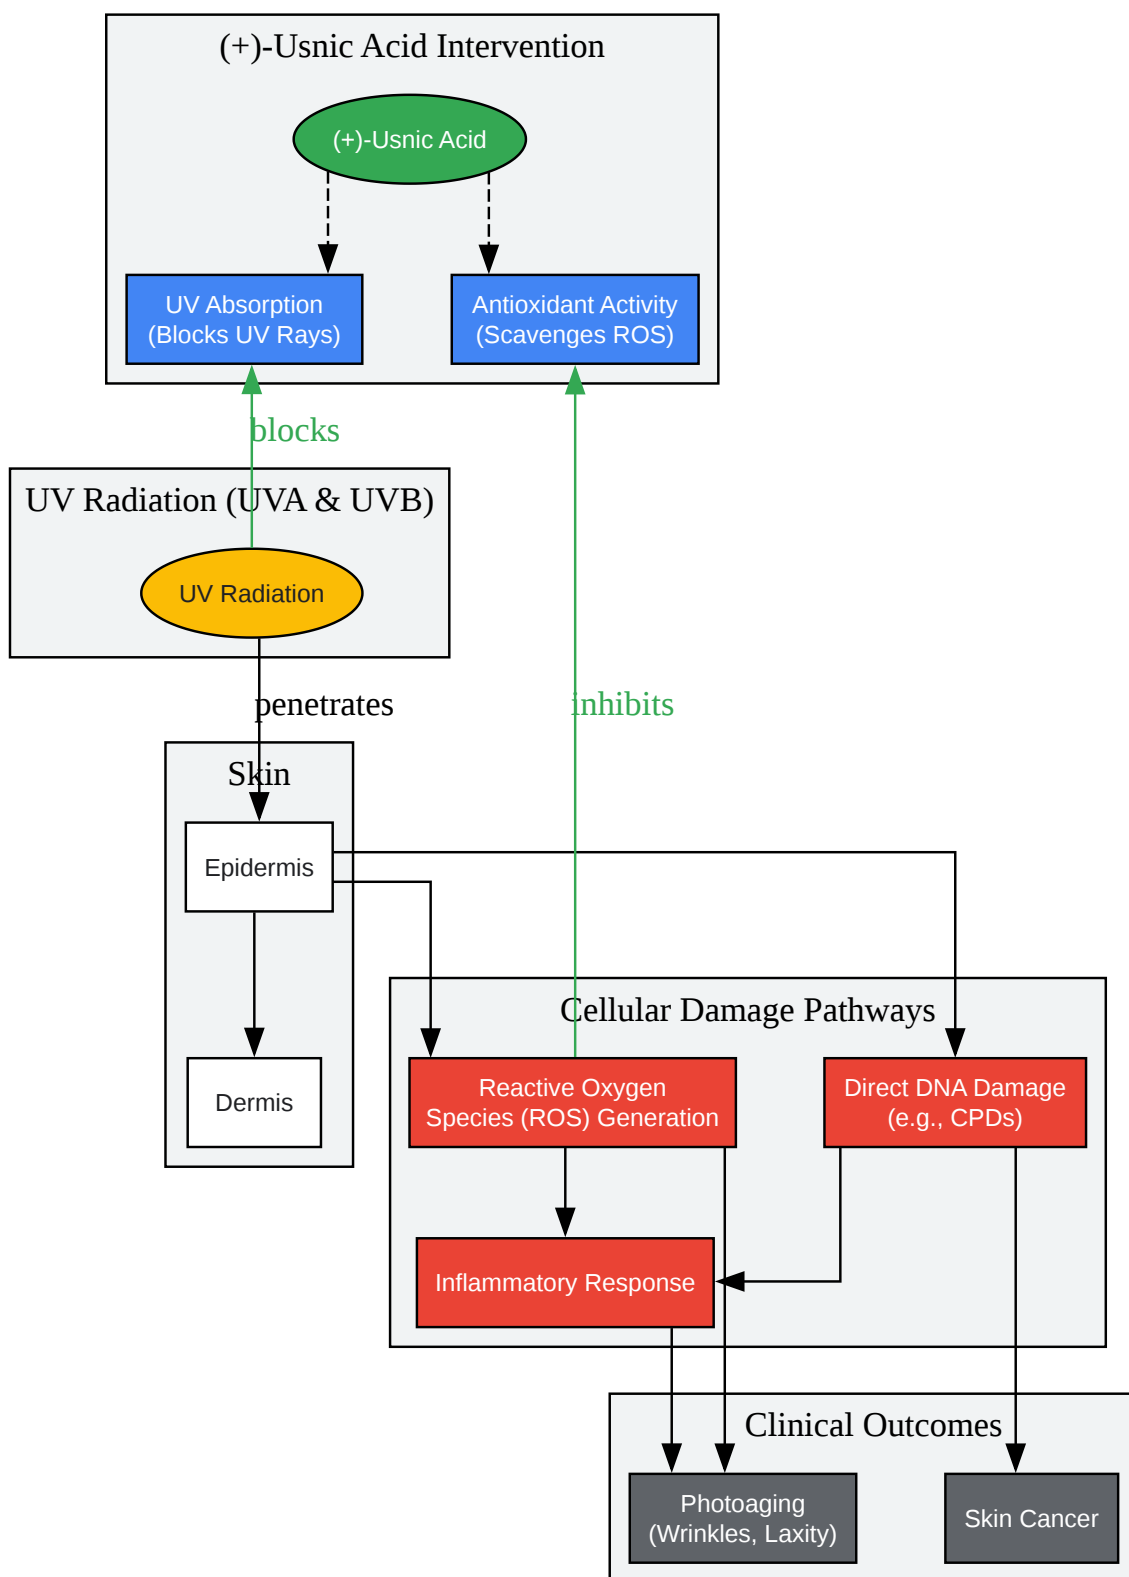 (+)-Usnic Acid Intervention
(+)-Usnic Acid
UV Absorption
(Blocks UV Rays)
Antioxidant Activity
(Scavenges ROS)
blocks
UV Radiation (UVA & UVB)
UV Radiation
penetrates
inhibits
Skin
Epidermis
Dermis
Cellular Damage Pathways
Reactive Oxygen
Species (ROS) Generation
Direct DNA Damage
(e.g., CPDs)
Inflammatory Response
Clinical Outcomes
Photoaging
(Wrinkles, Laxity)
Skin Cancer